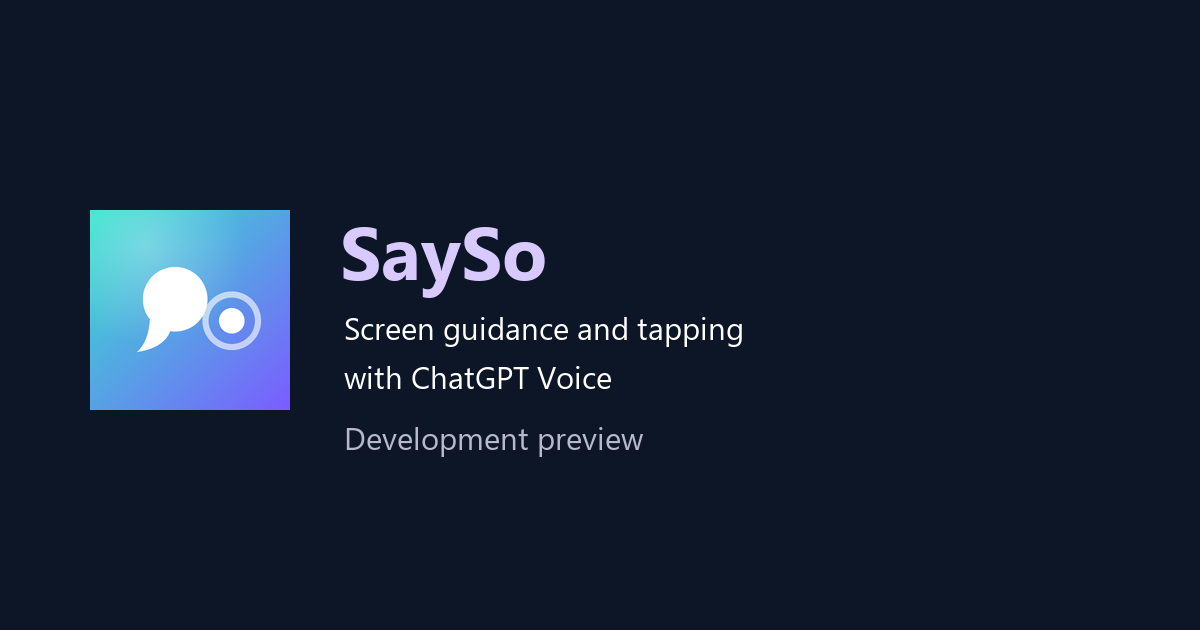 SaySo
Screen guidance and tapping
with ChatGPT Voice
Development preview